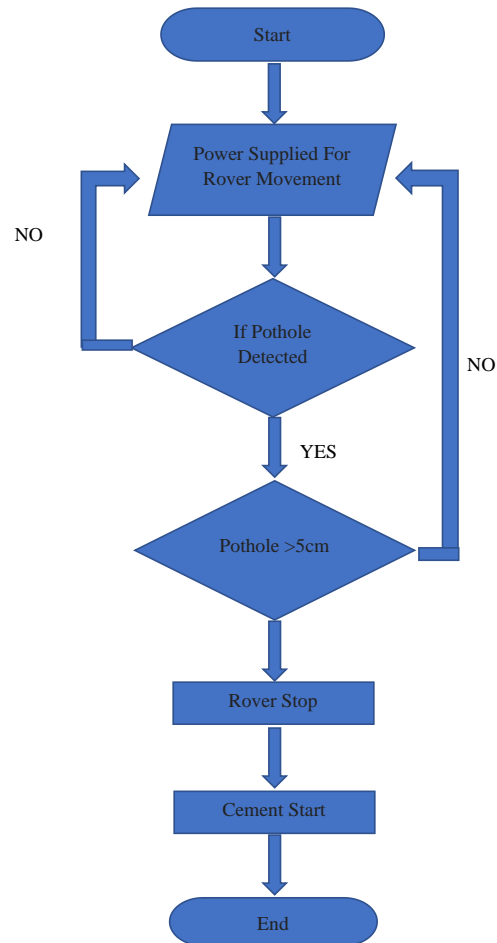 Start
Power Supplied For
Rover Movement
NO
If Pothole
Detected
NO
YES
Pothole >5cm
Rover Stop
Cement Start
End